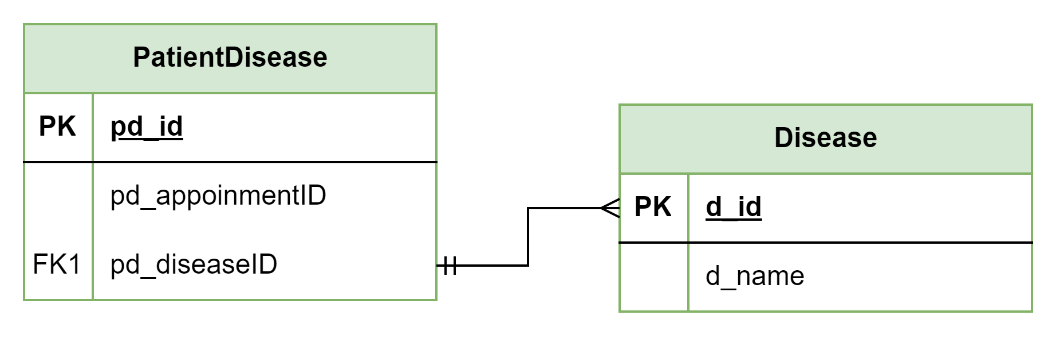 PatientDisease
PK pd_id
pd_appoinmentID
FK1 pd_diseaseID
Disease
PK d_id
d_name